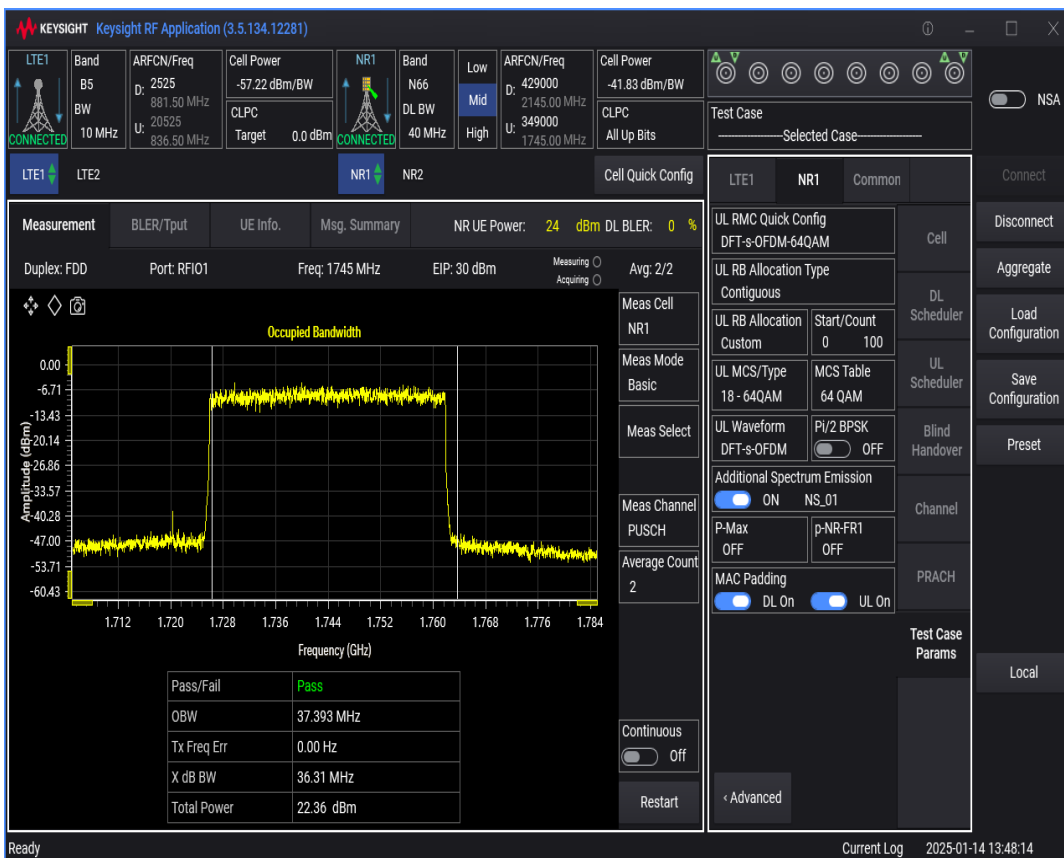 KEYSIGHT Keysight RF Application (3.5.134.12281)
LTE1 Band B5 BW 10 MHz CONNECTED
ARFCN/Freq D: 2525 881.50 MHz U: 20525 836.50 MHz
Cell Power -57.22 dBm/BW CLPC Target 0.0 dBm
NR1 Band N66 DL BW 40 MHz CONNECTED
Low Mid High
ARFCN/Freq D: 429000 2145.00 MHz U: 349000 1745.00 MHz
Cell Power -41.83 dBm/BW CLPC All Up Bits
Test Case
Selected Case
NSA
LTE1 LTE2 NR1 NR2 Cell Quick Config
Measurement BLER/Tput UE Info. Msg. Summary NR UE Power: 24 dBm DL BLER: 0 %
Duplex: FDD Port: RFIO1 Freq: 1745 MHz EIP: 30 dBm Measuring Acquiring Avg: 2/2
Occupied Bandwidth
Amplitude (dBm)
0.00
-6.71
-13.43
-20.14
-26.86
-33.57
-40.28
-47.00
-53.71
-60.43
1.712 1.720 1.728 1.736 1.744 1.752 1.760 1.768 1.776 1.784
Frequency (GHz)
Pass/Fail Pass
OBW 37.393 MHz
Tx Freq Err 0.00 Hz
X dB BW 36.31 MHz
Total Power 22.36 dBm
Meas Cell
NR1
Meas Mode
Basic
Meas Select
Meas Channel
PUSCH
Average Count
2
Continuous
Off
Restart
LTE1 NR1 Common
UL RMC Quick Config
DFT-s-OFDM-64QAM
UL RB Allocation Type
Contiguous
UL RB Allocation Start/Count
Custom 0 100
UL MCS/Type MCS Table
18 - 64QAM 64 QAM
UL Waveform Pi/2 BPSK
DFT-s-OFDM OFF
Additional Spectrum Emission
ON NS_01
P-Max p-NR-FR1
OFF OFF
MAC Padding
DL On UL On
‹ Advanced
Cell
DL Scheduler
UL Scheduler
Blind Handover
Channel
PRACH
Test Case Params
Connect
Disconnect
Aggregate
Load Configuration
Save Configuration
Preset
Local
Ready Current Log 2025-01-14 13:48:14